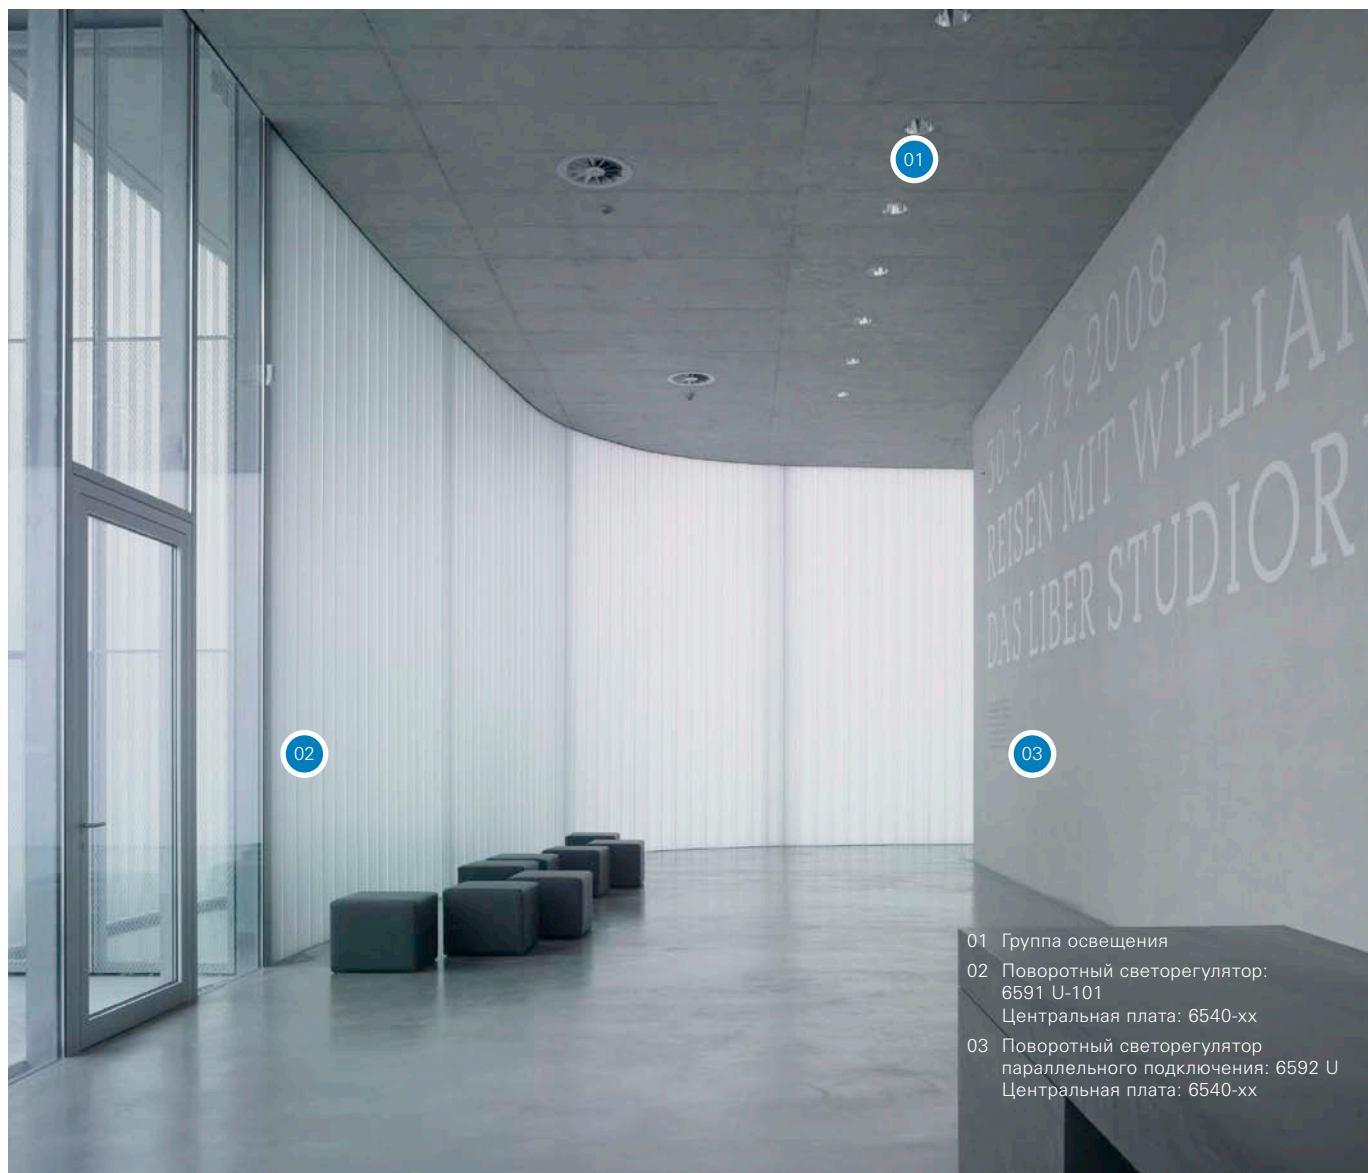 01
30.5.–7.9.2008
REISEN MIT WILLIAM
DAS LIBER STUDIOR
02
03
01 Группа освещения
02 Поворотный светорегулятор:
6591 U-101
Центральная плата: 6540-xx
03 Поворотный светорегулятор
параллельного подключения: 6592 U
Центральная плата: 6540-xx